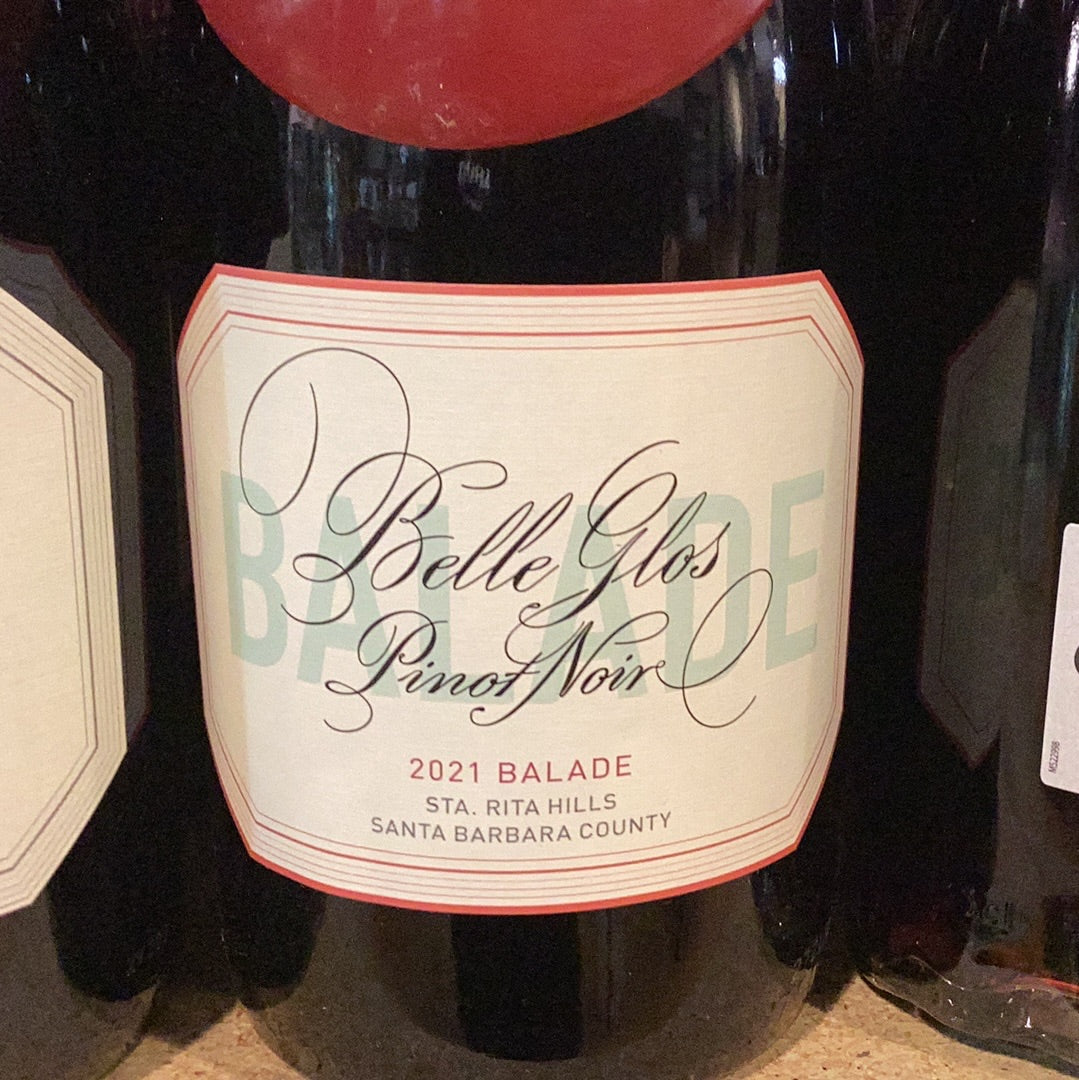 BALADE
Belle Glos
Pinot Noir
2021 BALADE
STA. RITA HILLS
SANTA BARBARA COUNTY